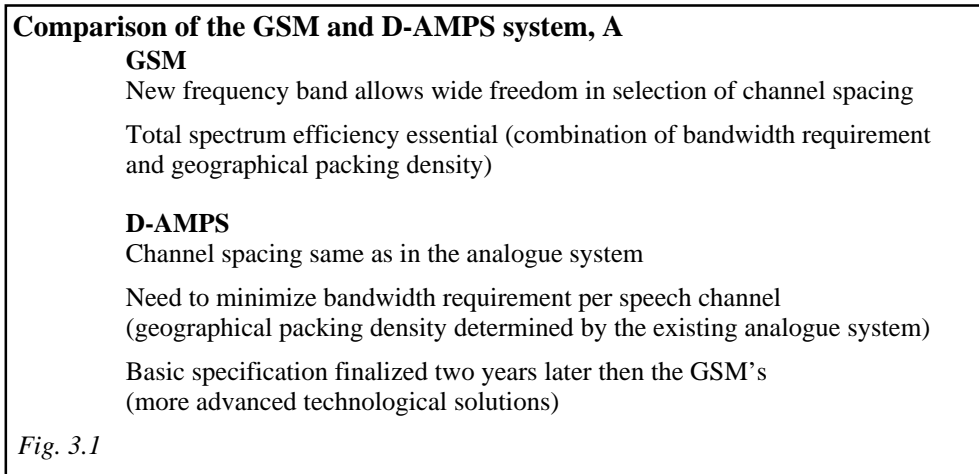 Comparison of the GSM and D-AMPS system, A
GSM
New frequency band allows wide freedom in selection of channel spacing
Total spectrum efficiency essential (combination of bandwidth requirement
and geographical packing density)
D-AMPS
Channel spacing same as in the analogue system
Need to minimize bandwidth requirement per speech channel
(geographical packing density determined by the existing analogue system)
Basic specification finalized two years later then the GSM’s
(more advanced technological solutions)
Fig. 3.1